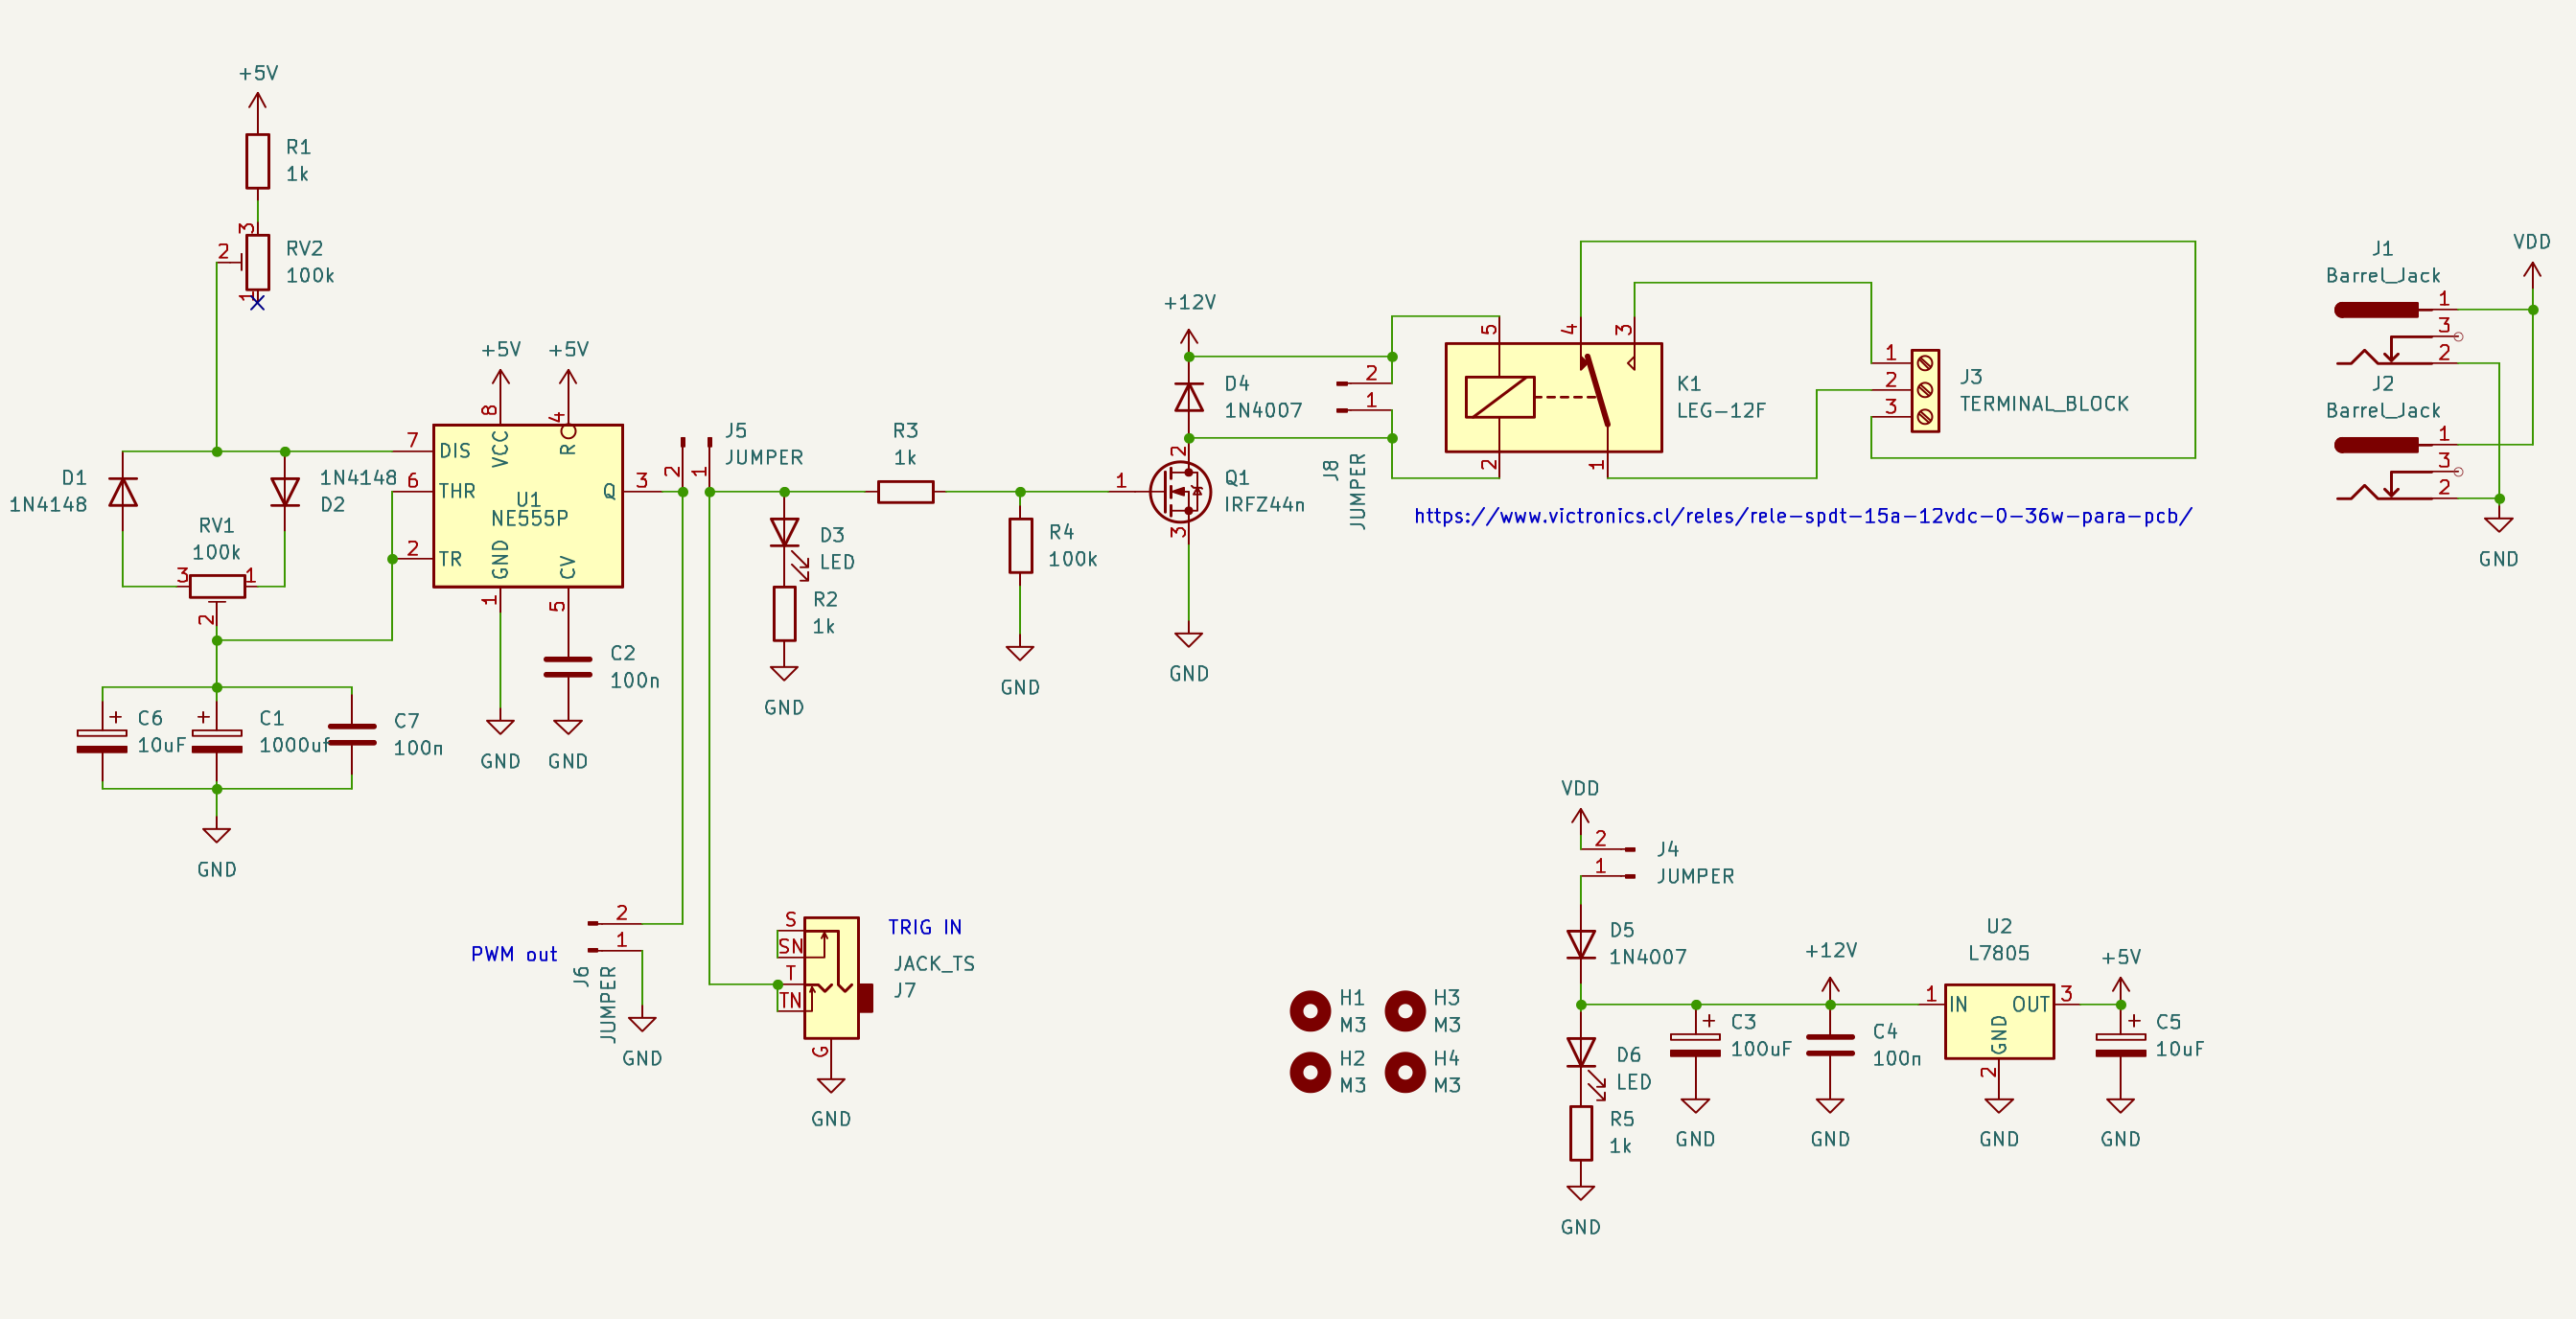 +5V
R1
1k
3
2
RV2
100k
1
+5V
+5V
8
4
7
DIS
VCC
R
6
THR
U1
NE555P
Q
3
2
TR
GND
CV
1
5
D1
1N4148
1N4148
D2
RV1
100k
3
1
2
C2
100n
GND
GND
C6
10uF
C1
1000uf
C7
100n
GND
J5
JUMPER
2
1
R3
1k
D3
LED
R2
1k
GND
R4
100k
GND
+12V
D4
1N4007
2
1
Q1
IRFZ44n
3
GND
2
1
J8
JUMPER
5
4
3
K1
LEG-12F
2
1
1
2
3
J3
TERMINAL_BLOCK
https://www.victronics.cl/reles/rele-spdt-15a-12vdc-0-36w-para-pcb/
J1
Barrel_Jack
VDD
1
3
2
J2
Barrel_Jack
1
3
2
GND
PWM out
2
1
J6
JUMPER
GND
S
SN
T
TN
G
TRIG IN
JACK_TS
J7
GND
H1
M3
H3
M3
H2
M3
H4
M3
VDD
2
1
J4
JUMPER
D5
1N4007
D6
LED
R5
1k
GND
C3
100uF
GND
+12V
C4
100n
GND
U2
L7805
1
IN
OUT
3
GND
2
GND
+5V
C5
10uF
GND